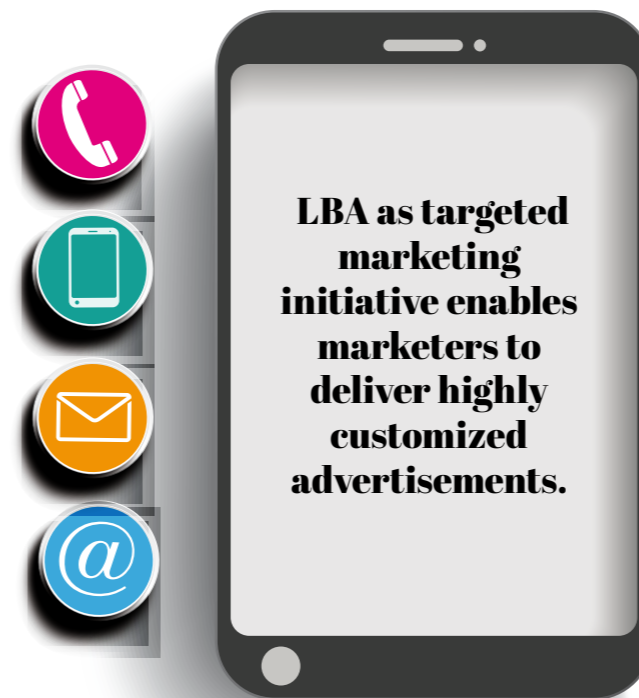 LBA as targeted
marketing
initiative enables
marketers to
deliver highly
customized
advertisements.
@